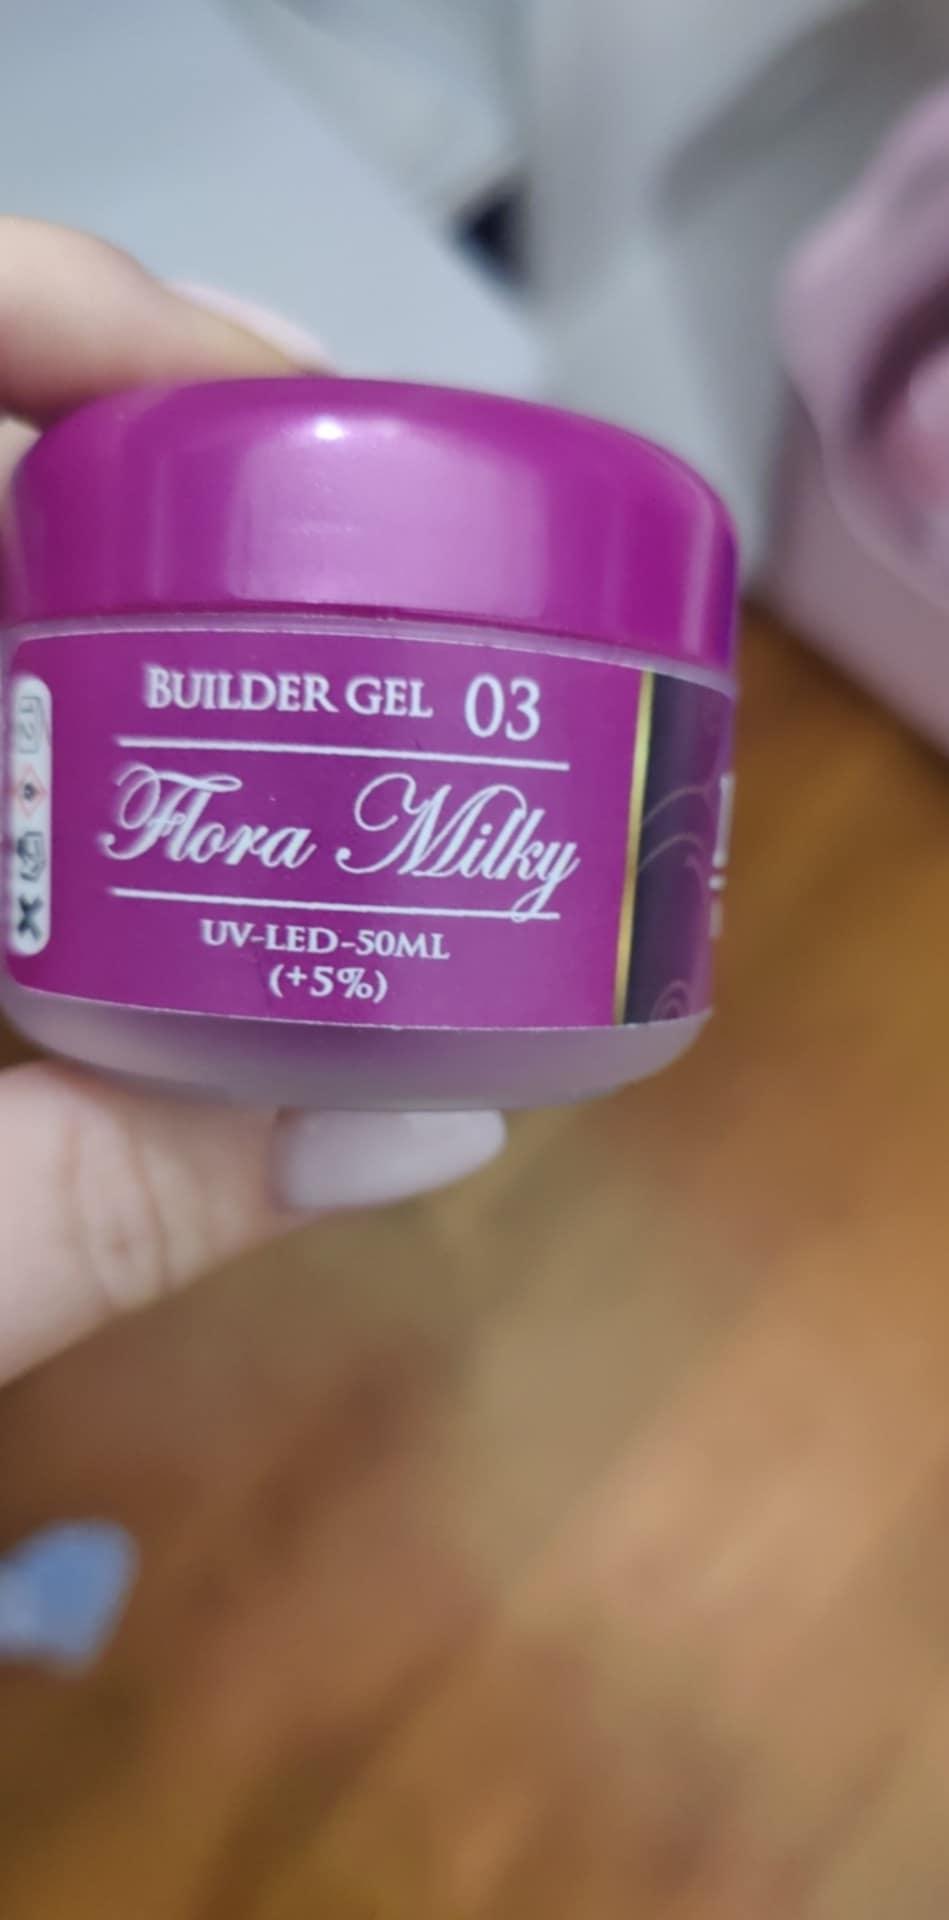 BUILDER GEL 03
Flora Milky
UV-LED-50ML
(+5%)